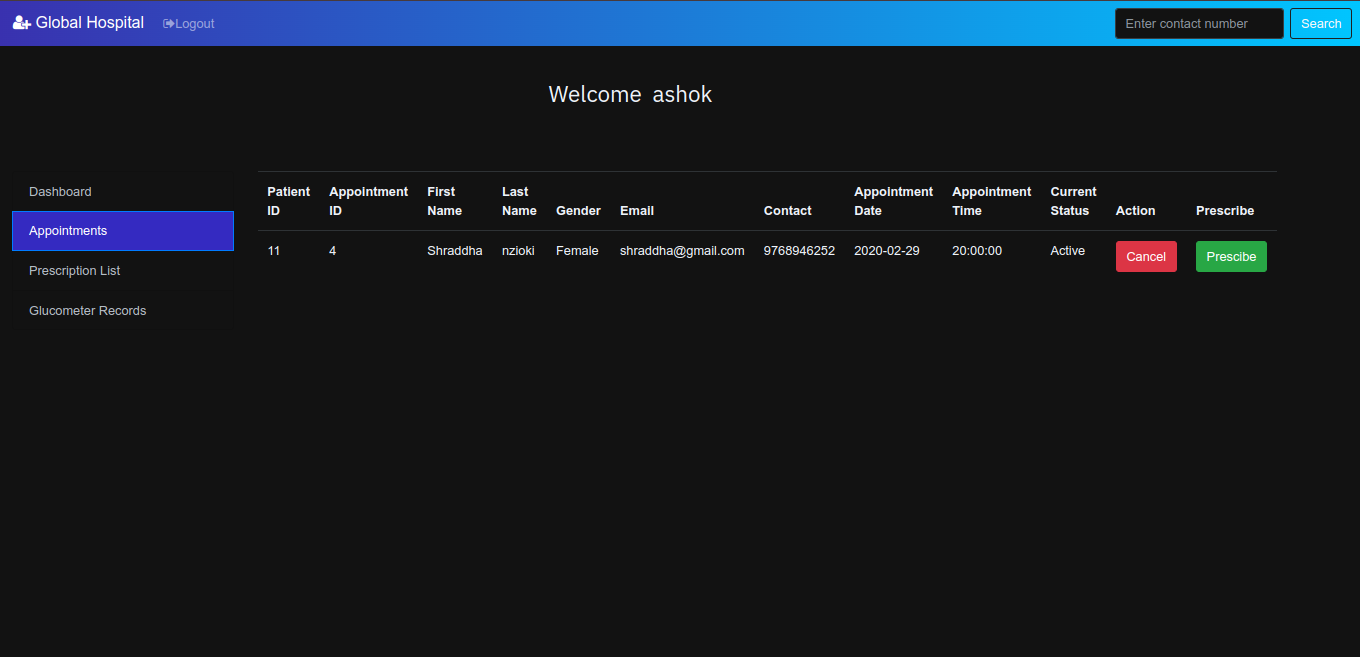 Global Hospital Logout Enter contact number Search
Welcome ashok
Dashboard
Appointments
Prescription List
Glucometer Records
Patient ID Appointment ID First Name Last Name Gender Email Contact Appointment Date Appointment Time Current Status Action Prescribe
11 4 Shraddha nzioki Female shraddha@gmail.com 9768946252 2020-02-29 20:00:00 Active Cancel Prescibe